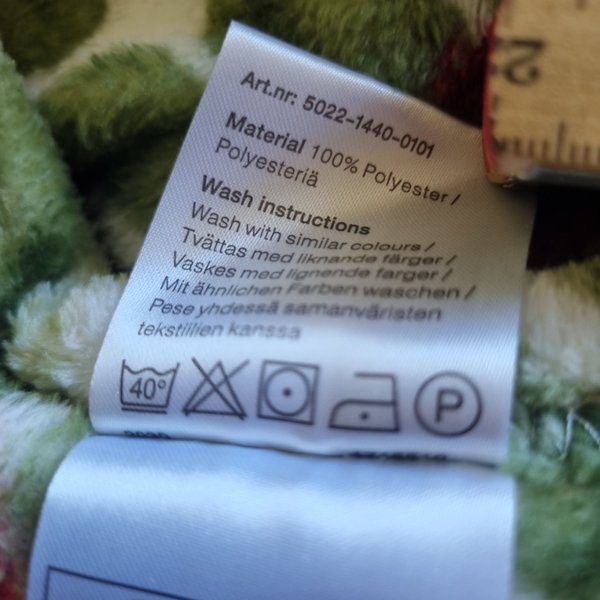 Art.nr: 5022-1440-0101
Material 100% Polyester /
Polyesteriä
Wash instructions
Wash with similar colours /
Tvättas med liknande färger /
Vaskes med lignende farger /
Mit ähnlichen Farben waschen /
Pese yhdessä samanväristen
tekstiilien kanssa
40°
P
2